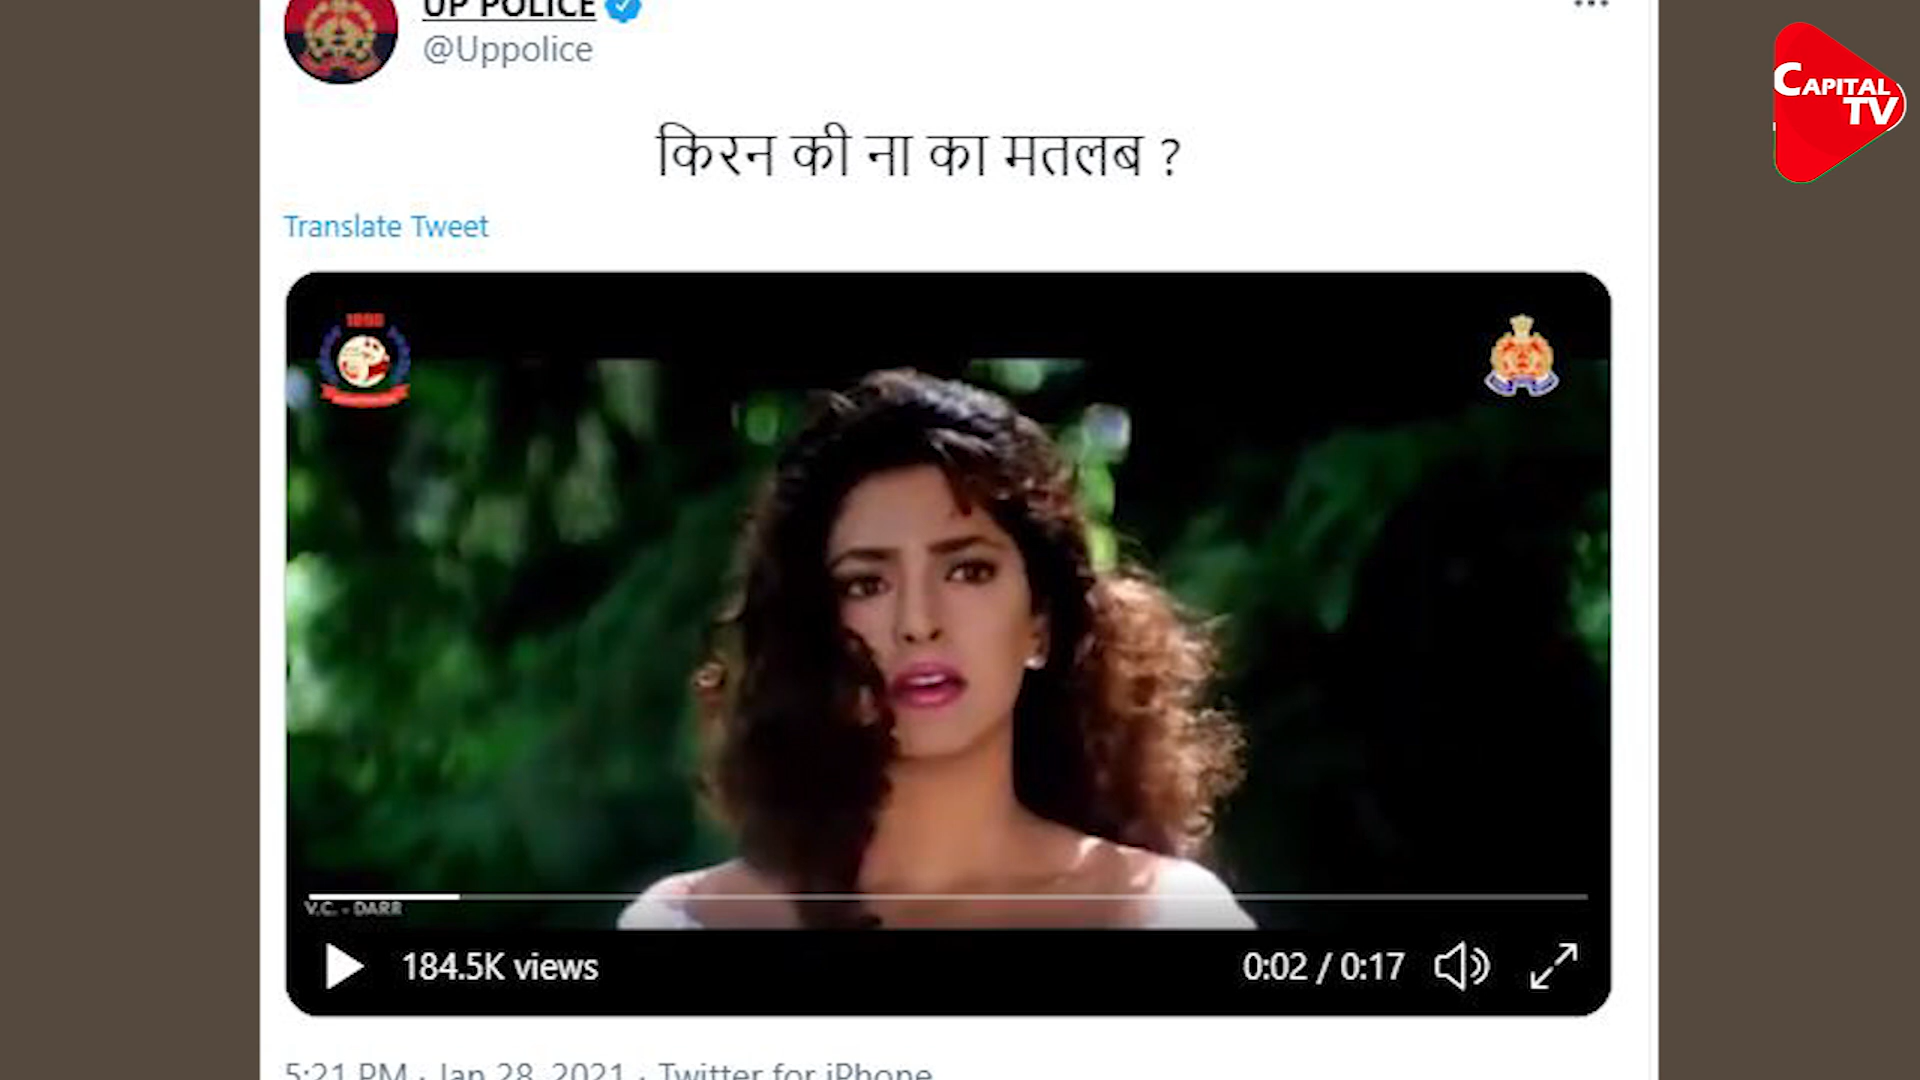 UP POLICE
@Uppolice
CAPITAL
TV
किरन की ना का मतलब ?
Translate Tweet
1090
V.C. - DARR
184.5K views
0:02 / 0:17
5:21 PM · Jan 28, 2021 · Twitter for iPhone